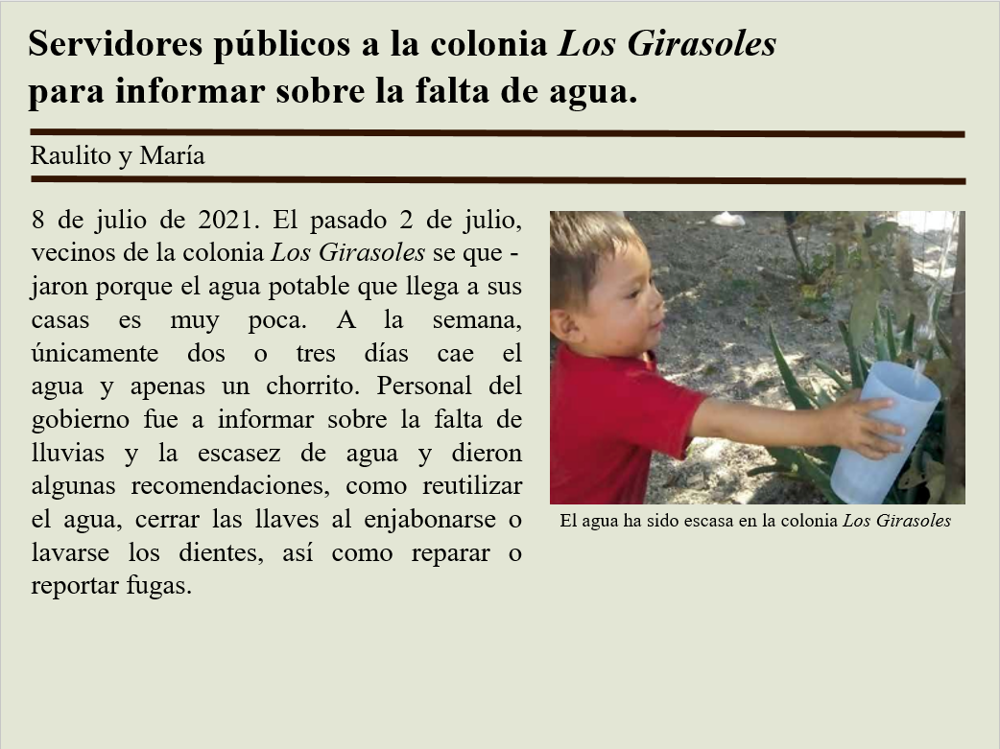 Servidores públicos a la colonia Los Girasoles
para informar sobre la falta de agua.
Raulito y María
8 de julio de 2021. El pasado 2 de julio,
vecinos de la colonia Los Girasoles se que -
jaron porque el agua potable que llega a sus
casas es muy poca. A la semana,
únicamente dos o tres días cae el
agua y apenas un chorrito. Personal del
gobierno fue a informar sobre la falta de
lluvias y la escasez de agua y dieron
algunas recomendaciones, como reutilizar
el agua, cerrar las llaves al enjabonarse o
lavarse los dientes, así como reparar o
reportar fugas.
El agua ha sido escasa en la colonia Los Girasoles